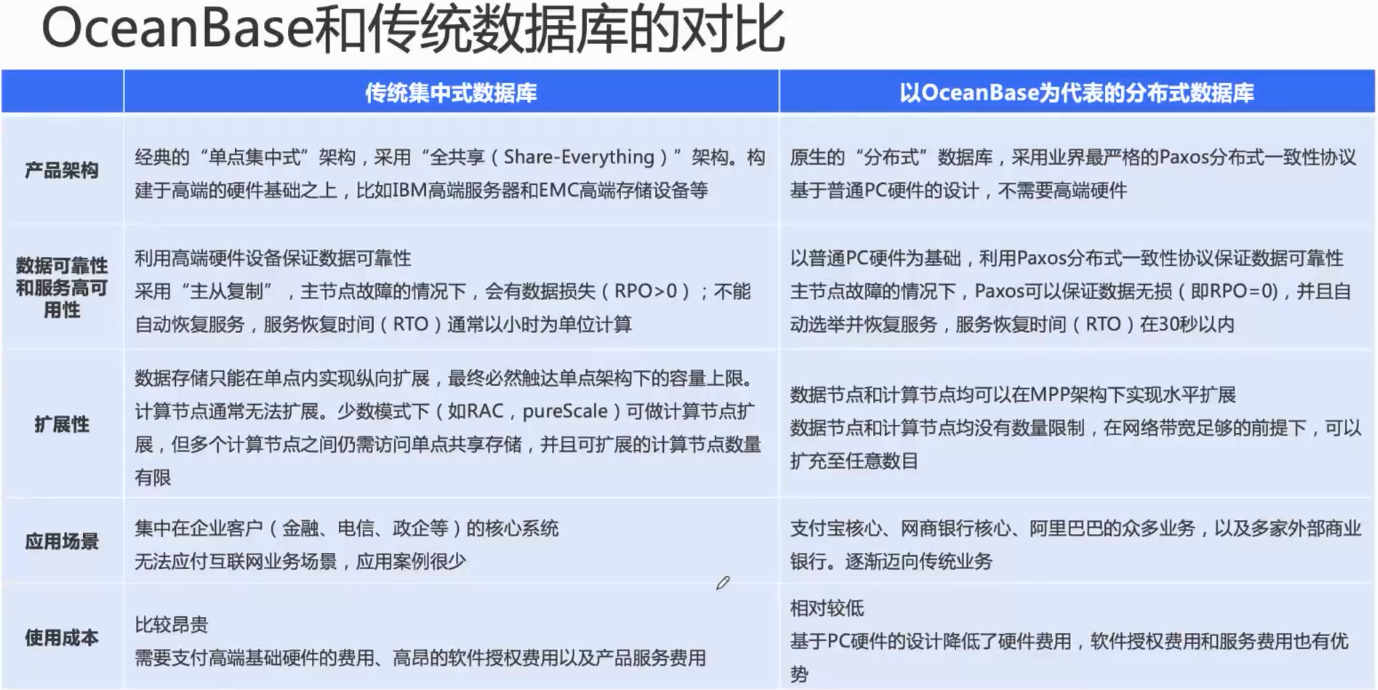 OceanBase和传统数据库的对比
传统集中式数据库
以OceanBase为代表的分布式数据库
产品架构
经典的“单点集中式”架构，采用“全共享（Share-Everything）”架构。构
建于高端的硬件基础之上，比如IBM高端服务器和EMC高端存储设备等
原生的“分布式”数据库，采用业界最严格的Paxos分布式一致性协议
基于普通PC硬件的设计，不需要高端硬件
数据可靠性
和服务高可
用性
利用高端硬件设备保证数据可靠性
采用“主从复制”，主节点故障的情况下，会有数据损失（RPO>0）；不能
自动恢复服务，服务恢复时间（RTO）通常以小时为单位计算
以普通PC硬件为基础，利用Paxos分布式一致性协议保证数据可靠性
主节点故障的情况下，Paxos可以保证数据无损（即RPO=0)，并且自
动选举并恢复服务，服务恢复时间（RTO）在30秒以内
扩展性
数据存储只能在单点内实现纵向扩展，最终必然触达单点架构下的容量上限。
计算节点通常无法扩展。少数模式下（如RAC，pureScale）可做计算节点扩
展，但多个计算节点之间仍需访问单点共享存储，并且可扩展的计算节点数量
有限
数据节点和计算节点均可以在MPP架构下实现水平扩展
数据节点和计算节点均没有数量限制，在网络带宽足够的前提下，可以
扩充至任意数目
应用场景
集中在企业客户（金融、电信、政企等）的核心系统
无法应付互联网业务场景，应用案例很少
支付宝核心、网商银行核心、阿里巴巴的众多业务，以及多家外部商业
银行。逐渐迈向传统业务
使用成本
比较昂贵
需要支付高端基础硬件的费用、高昂的软件授权费用以及产品服务费用
相对较低
基于PC硬件的设计降低了硬件费用，软件授权费用和服务费用也有优
势